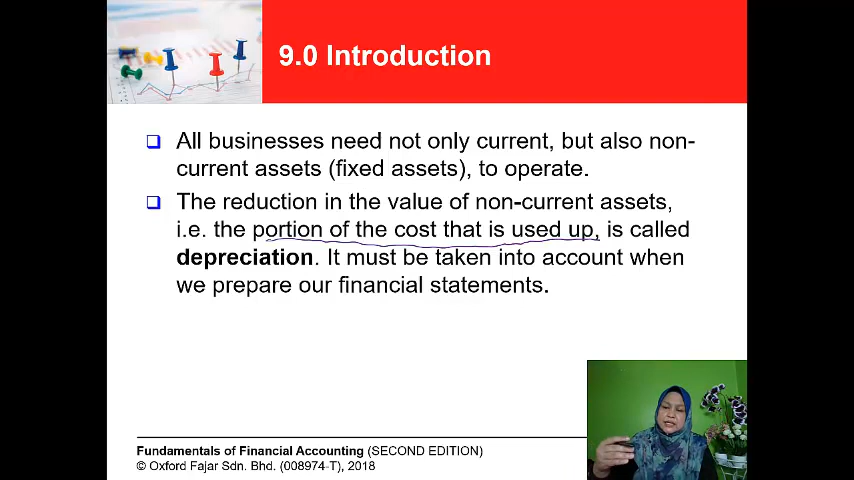 9.0 Introduction
All businesses need not only current, but also non-
current assets (fixed assets), to operate.
The reduction in the value of non-current assets,
i.e. the portion of the cost that is used up, is called
depreciation. It must be taken into account when
we prepare our financial statements.
Fundamentals of Financial Accounting (SECOND EDITION)
© Oxford Fajar Sdn. Bhd. (008974-T), 2018